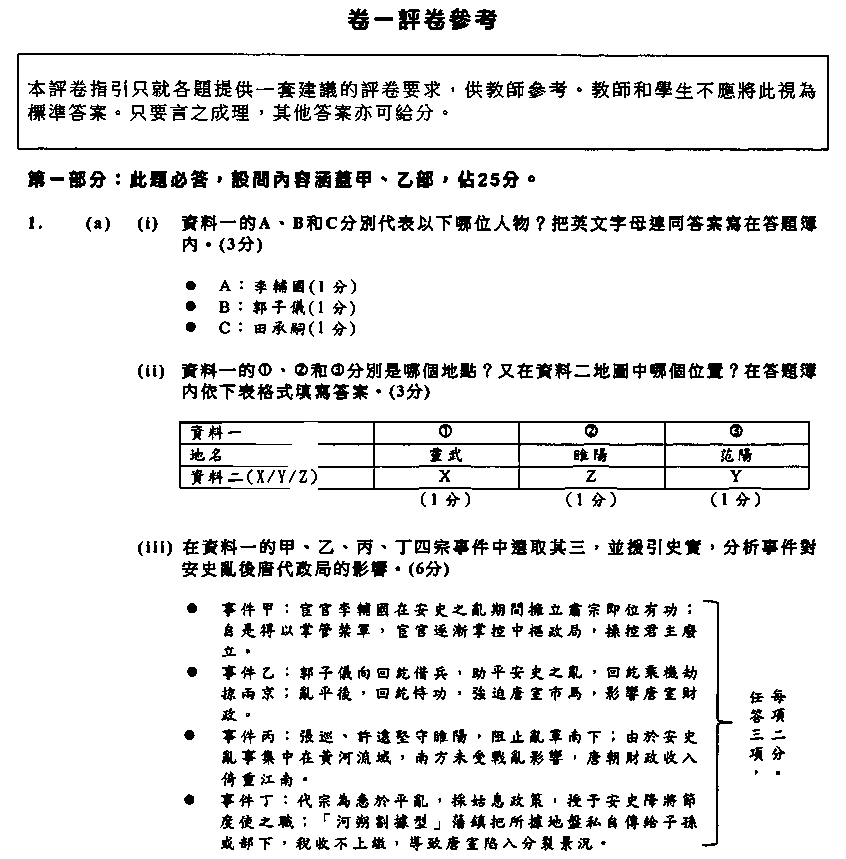 卷一評卷參考
本評卷指引只就各題提供一套建議的評卷要求，供教師參考。教師和學生不應將此視為
標準答案。只要言之成理，其他答案亦可給分。
第一部分：此題必答，設問內容涵蓋甲、乙部，佔25分。
1. (a) (i) 資料一的A、B和C分別代表以下哪位人物？把英文字母連同答案寫在答題簿
內。(3分)
● A：李輔國(1 分)
● B：郭子儀(1 分)
● C：田承嗣(1 分)
(ii) 資料一的①、②和③分別是哪個地點？又在資料二地圖中哪個位置？在答題簿
內依下表格式填寫答案。(3分)
資料一 ① ② ③
地名 靈武 睢陽 范陽
資料二(X/Y/Z) X Z Y
(1 分) (1 分) (1 分)
(iii) 在資料一的甲、乙、丙、丁四宗事件中選取其三，並援引史實，分析事件對
安史亂後唐代政局的影響。(6分)
● 事件甲：宦官李輔國在安史之亂期間擁立肅宗即位有功；
自是得以掌管禁軍，宦官逐漸掌控中樞政局，操控君主廢
立。
● 事件乙：郭子儀向回紇借兵，助平安史之亂，回紇乘機劫
掠兩京；亂平後，回紇恃功，強迫唐室市馬，影響唐室財
政。
● 事件丙：張巡、許遠堅守睢陽，阻止亂軍南下；由於安史
亂事集中在黃河流域，南方未受戰亂影響，唐朝財政收入
倚重江南。
● 事件丁：代宗為急於平亂，採姑息政策，授予安史降將節
度使之職；「河朔割據型」藩鎮把所據地盤私自傳給子孫
或部下，稅收不上繳，導致唐室陷入分裂景況。
每項二分。
任答三項，